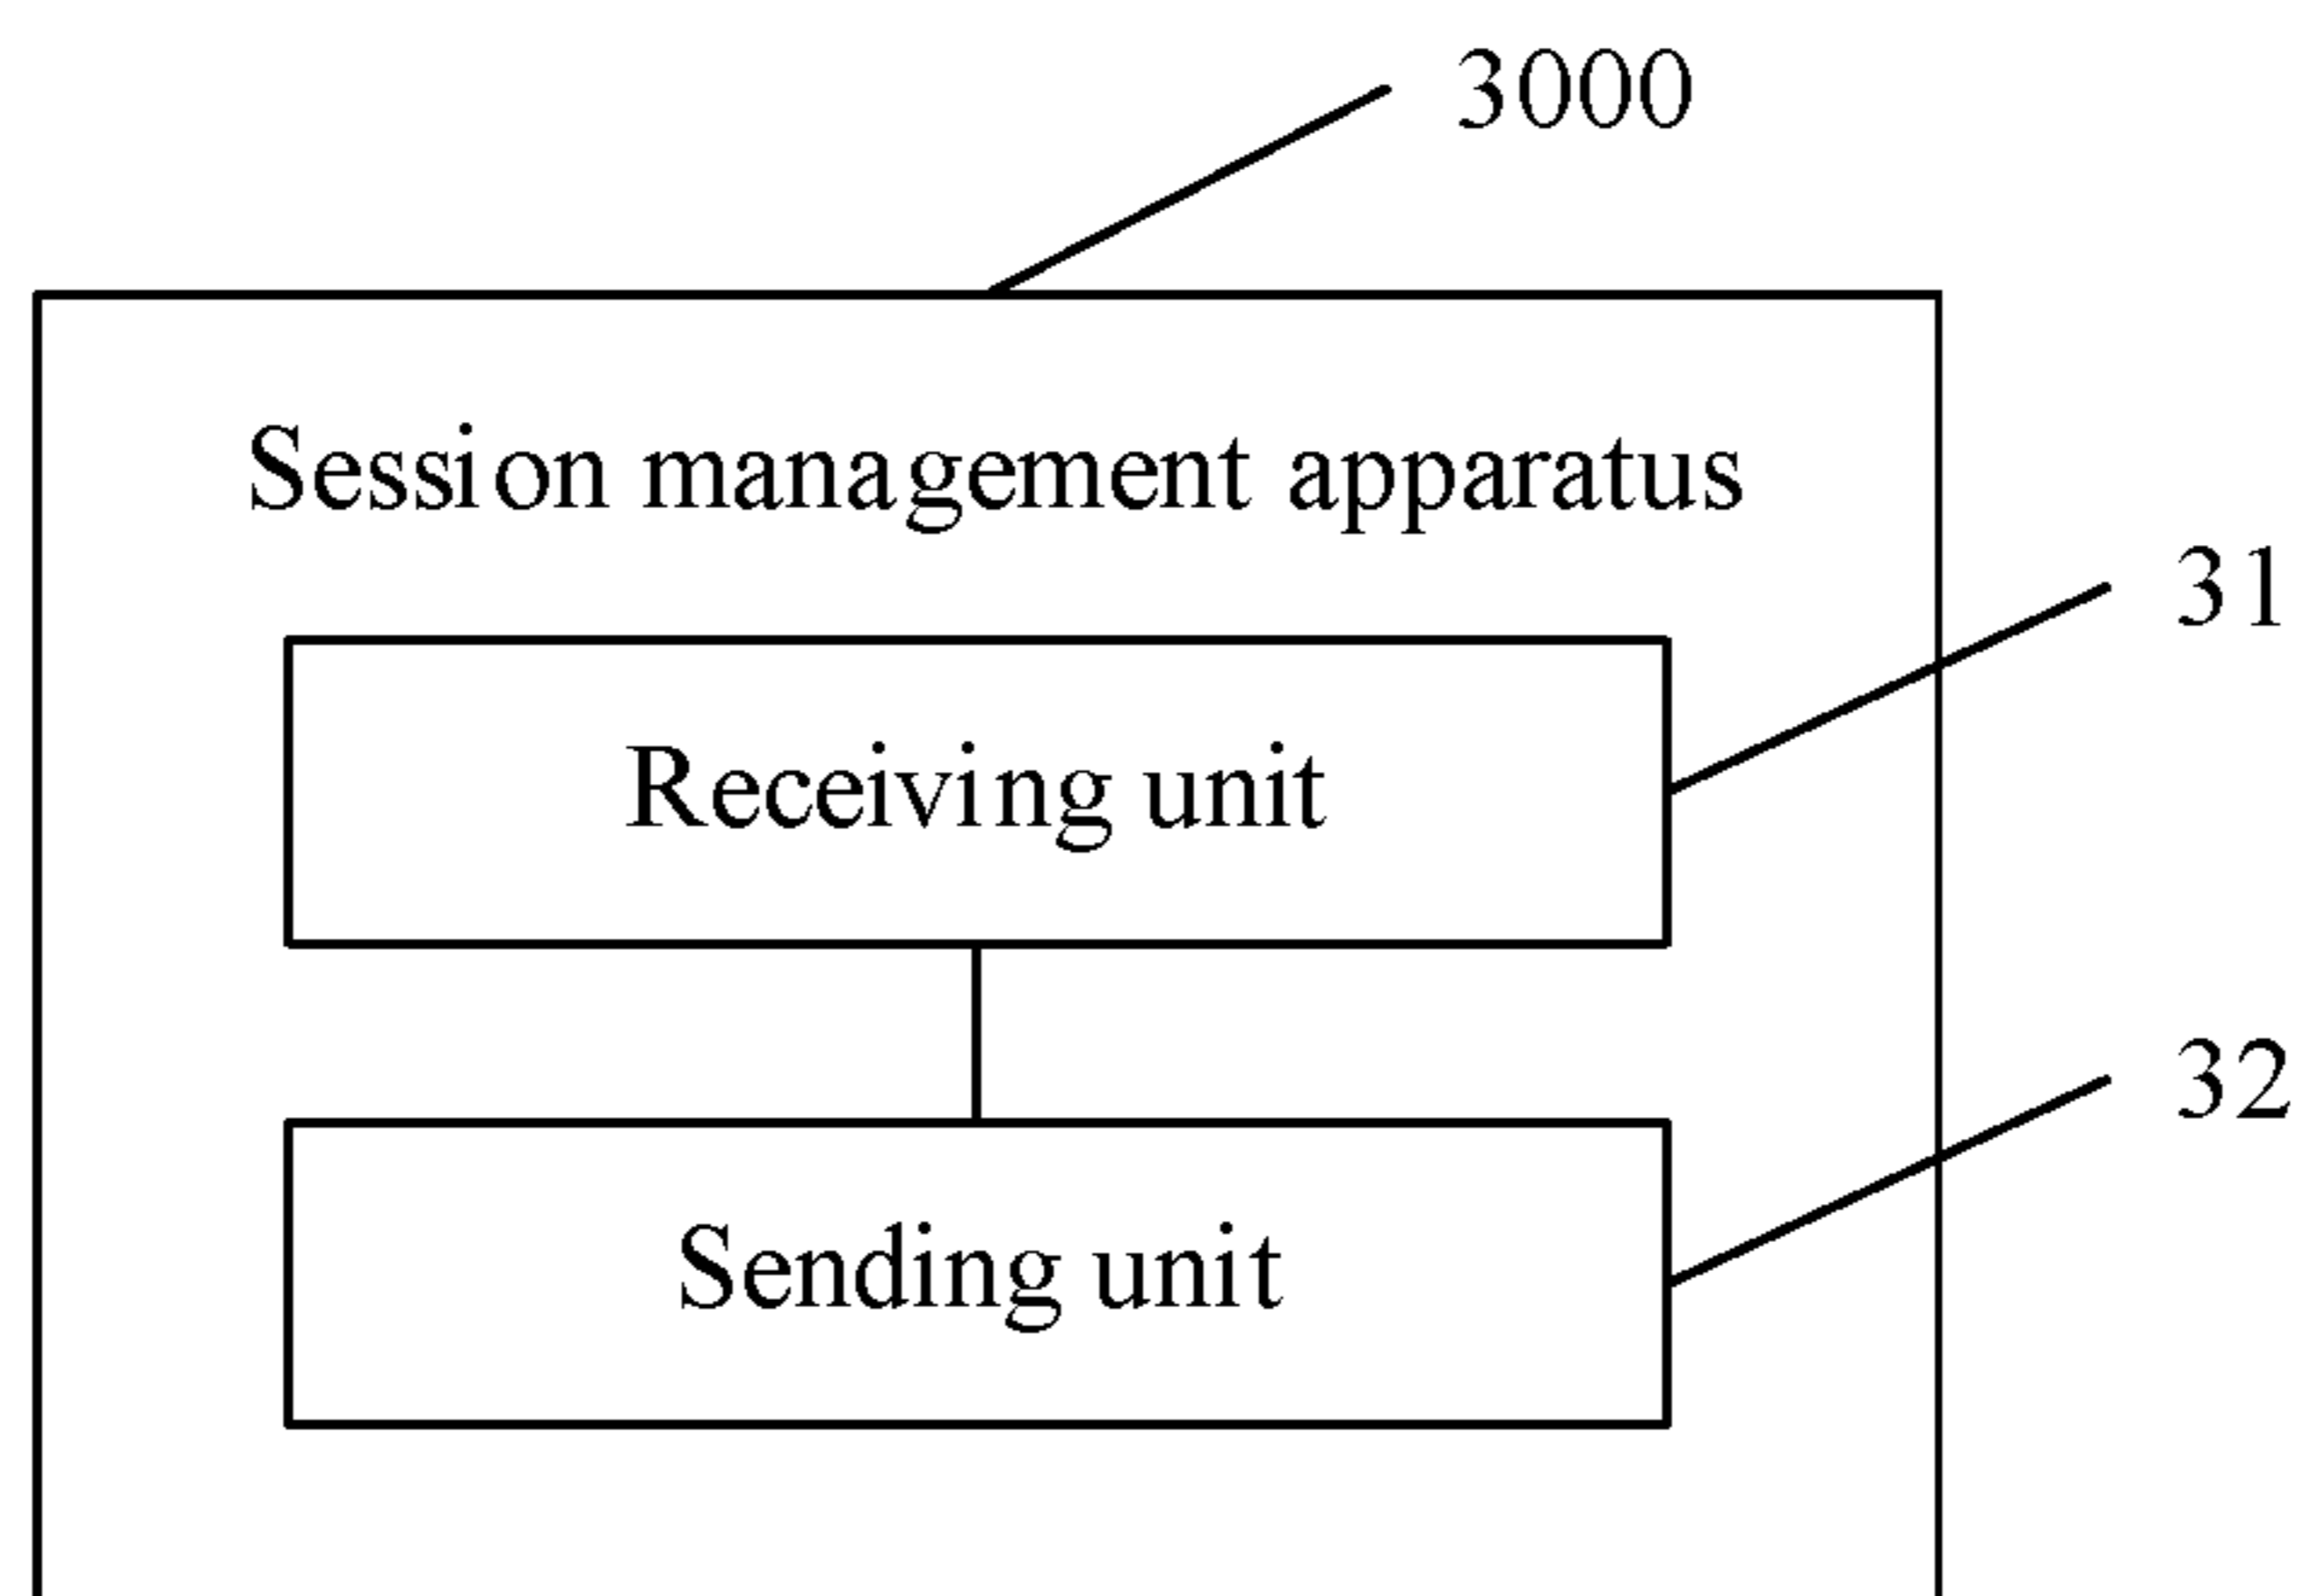 3000
Session management apparatus
31
Receiving unit
32
Sending unit